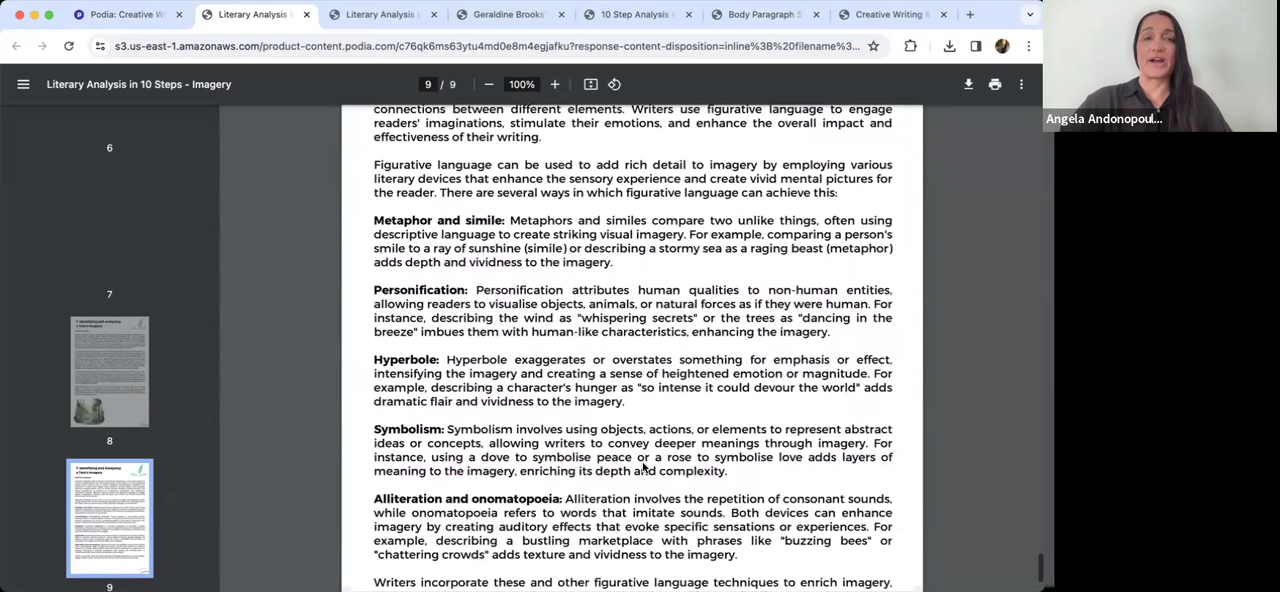 Podia: Creative W
Literary Analysis i
Literary Analysis i
Geraldine Brooks
10 Step Analysis
Body Paragraph S
Creative Writing &
s3.us-east-1.amazonaws.com/product-content.podia.com/c76qk6hs63yu4md0e8m4egjafku?response-content-disposition=inline%3B%20filename%3...
Literary Analysis in 10 Steps - Imagery
9 / 9
100%
Angela Andonopoul...
6
7
8
9
connections between different elements. Writers use figurative language to engage
readers' imaginations, stimulate their emotions, and enhance the overall impact and
effectiveness of their writing.
Figurative language can be used to add rich detail to imagery by employing various
literary devices that enhance the sensory experience and create vivid mental pictures for
the reader. There are several ways in which figurative language can achieve this:
Metaphor and simile: Metaphors and similes compare two unlike things, often using
descriptive language to create striking visual imagery. For example, comparing a person's
smile to a ray of sunshine (simile) or describing a stormy sea as a raging beast (metaphor)
adds depth and vividness to the imagery.
Personification: Personification attributes human qualities to non-human entities,
allowing readers to visualise objects, animals, or natural forces as if they were human. For
instance, describing the wind as "whispering secrets" or the trees as "dancing in the
breeze" imbues them with human-like characteristics, enhancing the imagery.
Hyperbole: Hyperbole exaggerates or overstates something for emphasis or effect,
intensifying the imagery and creating a sense of heightened emotion or magnitude. For
example, describing a character's hunger as "so intense it could devour the world" adds
dramatic flair and vividness to the imagery.
Symbolism: Symbolism involves using objects, actions, or elements to represent abstract
ideas or concepts, allowing writers to convey deeper meanings through imagery. For
instance, using a dove to symbolise peace or a rose to symbolise love adds layers of
meaning to the imagery, enriching its depth and complexity.
Alliteration and onomatopoeia: Alliteration involves the repetition of consonant sounds,
while onomatopoeia refers to words that imitate sounds. Both devices can enhance
imagery by creating auditory effects that evoke specific sensations or experiences. For
example, describing a bustling marketplace with phrases like "buzzing bees" or
"chattering crowds" adds texture and vividness to the imagery.
Writers incorporate these and other figurative language techniques to enrich imagery,